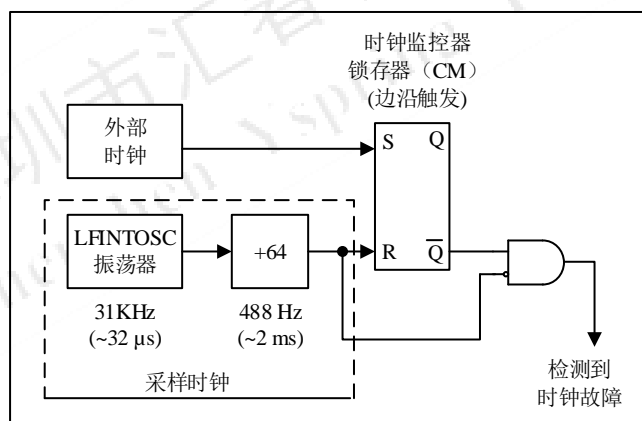 时钟监控器
锁存器（CM）
(边沿触发)
外部
时钟
S Q
LFINTOSC
振荡器
+64
R Q
31KHz
(~32 μs)
488 Hz
(~2 ms)
采样时钟
检测到
时钟故障